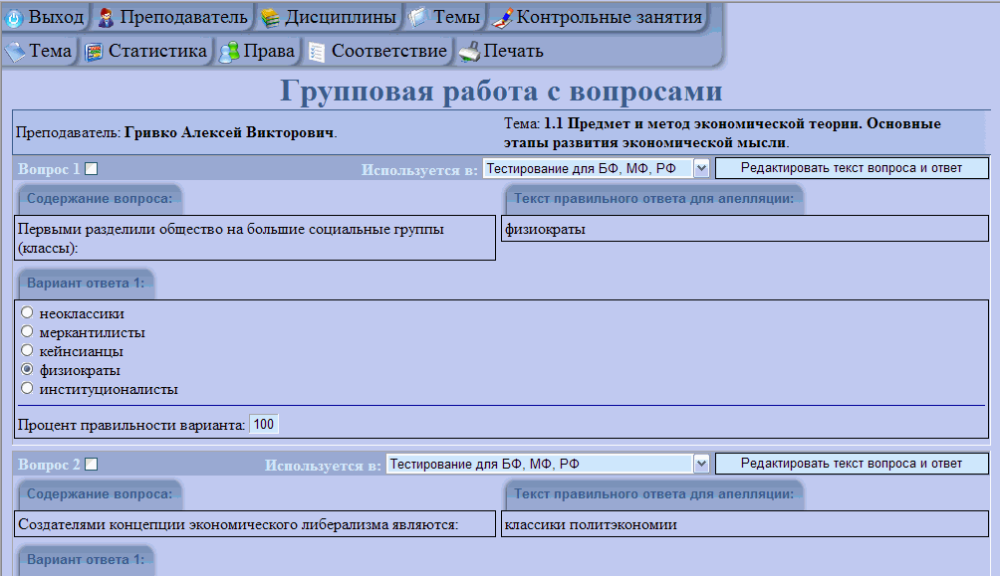 Выход Преподаватель Дисциплины Темы Контрольные занятия
Тема Статистика Права Соответствие Печать
Групповая работа с вопросами
Преподаватель: Гривко Алексей Викторович.
Тема: 1.1 Предмет и метод экономической теории. Основные
этапы развития экономической мысли.
Вопрос 1 Используется в: Тестирование для БФ, МФ, РФ Редактировать текст вопроса и ответ
Содержание вопроса: Текст правильного ответа для апелляции:
Первыми разделили общество на большие социальные группы
(классы):
физиократы
Вариант ответа 1:
неоклассики
меркантилисты
кейнсианцы
физиократы
институционалисты
Процент правильности варианта: 100
Вопрос 2 Используется в: Тестирование для БФ, МФ, РФ Редактировать текст вопроса и ответ
Содержание вопроса: Текст правильного ответа для апелляции:
Создателями концепции экономического либерализма являются: классики политэкономии
Вариант ответа 1: